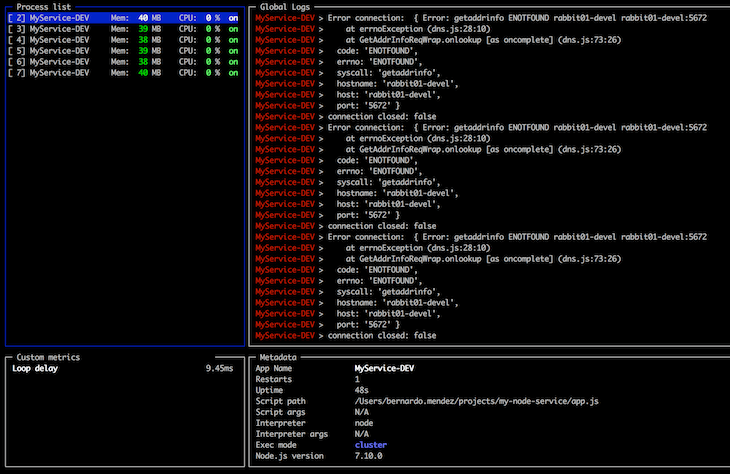 Process list
[ 2] MyService-DEV Mem: 40 MB CPU: 0 % on
[ 3] MyService-DEV Mem: 39 MB CPU: 0 % on
[ 4] MyService-DEV Mem: 38 MB CPU: 0 % on
[ 5] MyService-DEV Mem: 39 MB CPU: 0 % on
[ 6] MyService-DEV Mem: 38 MB CPU: 0 % on
[ 7] MyService-DEV Mem: 40 MB CPU: 0 % on
Global Logs
MyService-DEV > Error connection:  { Error: getaddrinfo ENOTFOUND rabbit01-devel rabbit01-devel:5672
MyService-DEV >     at errnoException (dns.js:28:10)
MyService-DEV >     at GetAddrInfoReqWrap.onlookup [as oncomplete] (dns.js:73:26)
MyService-DEV >   code: 'ENOTFOUND',
MyService-DEV >   errno: 'ENOTFOUND',
MyService-DEV >   syscall: 'getaddrinfo',
MyService-DEV >   hostname: 'rabbit01-devel',
MyService-DEV >   host: 'rabbit01-devel',
MyService-DEV >   port: '5672' }
MyService-DEV > connection closed: false
MyService-DEV > Error connection:  { Error: getaddrinfo ENOTFOUND rabbit01-devel rabbit01-devel:5672
MyService-DEV >     at errnoException (dns.js:28:10)
MyService-DEV >     at GetAddrInfoReqWrap.onlookup [as oncomplete] (dns.js:73:26)
MyService-DEV >   code: 'ENOTFOUND',
MyService-DEV >   errno: 'ENOTFOUND',
MyService-DEV >   syscall: 'getaddrinfo',
MyService-DEV >   hostname: 'rabbit01-devel',
MyService-DEV >   host: 'rabbit01-devel',
MyService-DEV >   port: '5672' }
MyService-DEV > connection closed: false
MyService-DEV > Error connection:  { Error: getaddrinfo ENOTFOUND rabbit01-devel rabbit01-devel:5672
MyService-DEV >     at errnoException (dns.js:28:10)
MyService-DEV >     at GetAddrInfoReqWrap.onlookup [as oncomplete] (dns.js:73:26)
MyService-DEV >   code: 'ENOTFOUND',
MyService-DEV >   errno: 'ENOTFOUND',
MyService-DEV >   syscall: 'getaddrinfo',
MyService-DEV >   hostname: 'rabbit01-devel',
MyService-DEV >   host: 'rabbit01-devel',
MyService-DEV >   port: '5672' }
MyService-DEV > connection closed: false
Custom metrics
Loop delay 9.45ms
Metadata
App Name MyService-DEV
Restarts 1
Uptime 48s
Script path /Users/bernardo.mendez/projects/my-node-service/app.js
Script args N/A
Interpreter node
Interpreter args N/A
Exec mode cluster
Node.js version 7.10.0